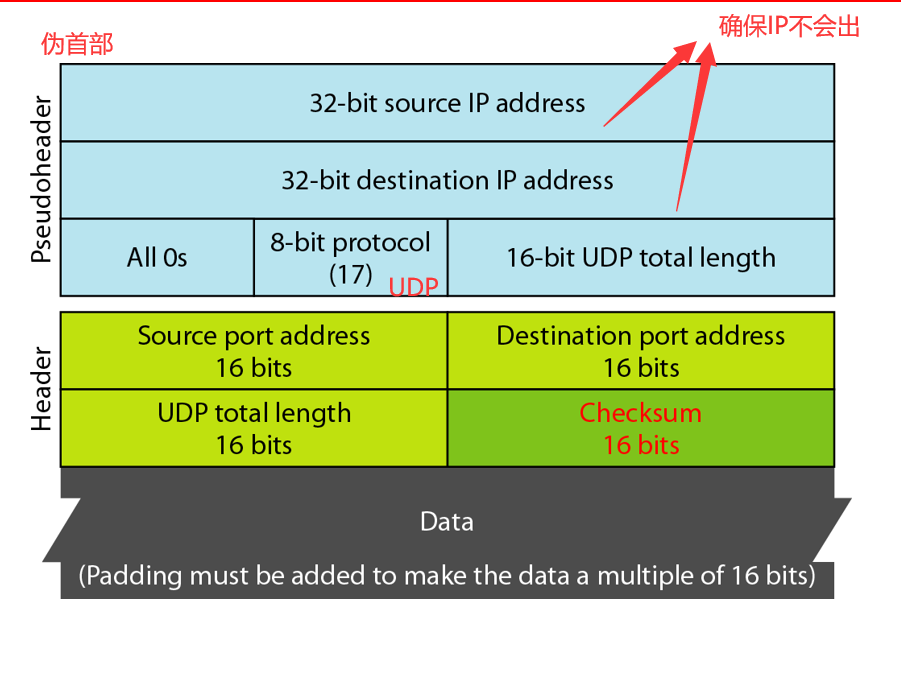 确保IP不会出
伪首部
Pseudoheader
32-bit source IP address
32-bit destination IP address
All 0s
8-bit protocol
(17)
UDP
16-bit UDP total length
Header
Source port address
16 bits
Destination port address
16 bits
UDP total length
16 bits
Checksum
16 bits
Data
(Padding must be added to make the data a multiple of 16 bits)